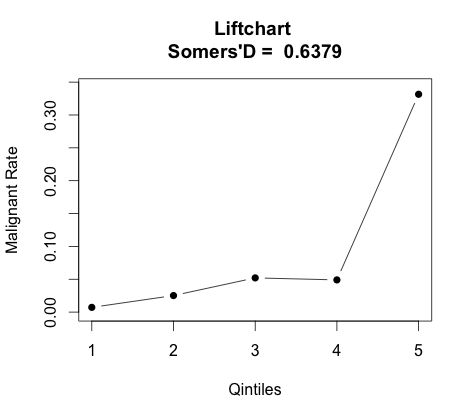 Liftchart
Somers'D = 0.6379
Malignant Rate
0.30
0.20
0.10
0.00
1 2 3 4 5
Qintiles